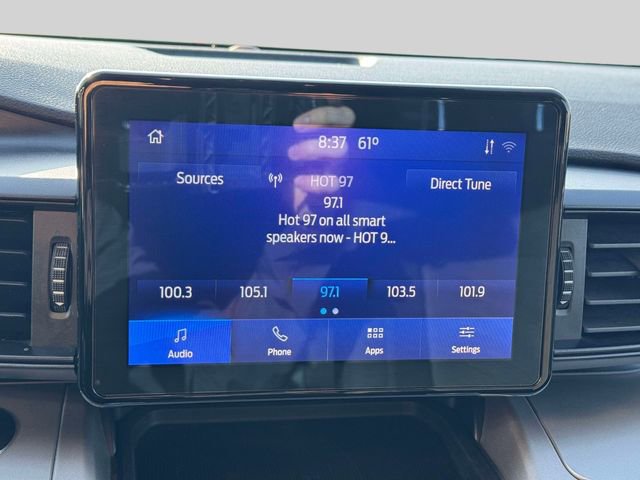 8:37 61°
Sources HOT 97 Direct Tune
97.1
Hot 97 on all smart
speakers now - HOT 9...
100.3 105.1 97.1 103.5 101.9
Audio Phone Apps Settings